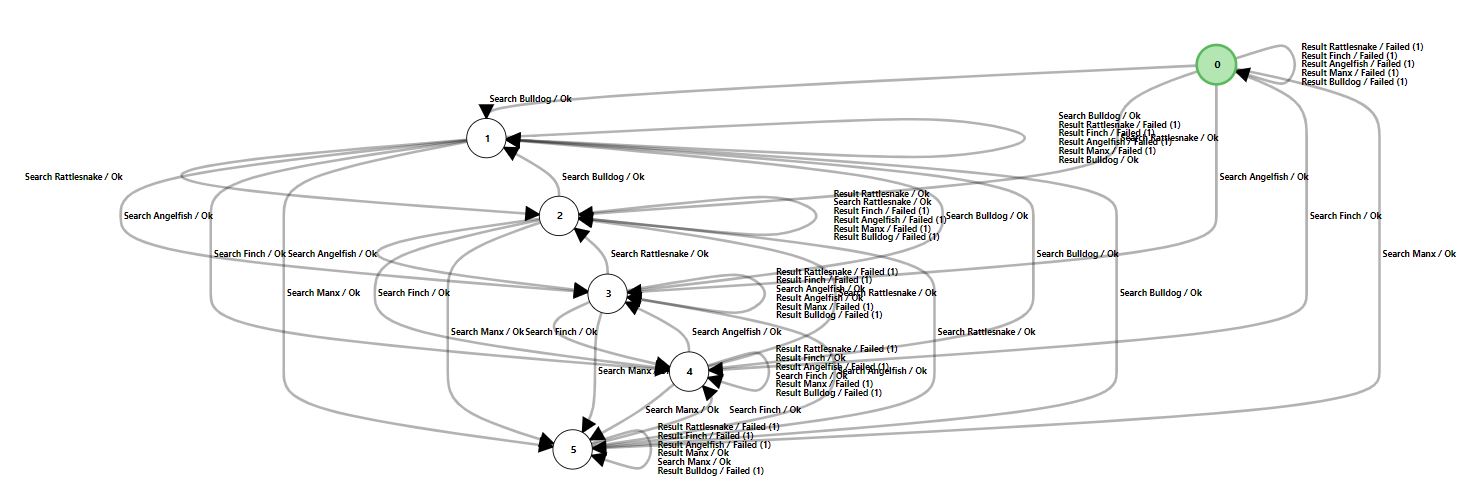 0
Result Rattlesnake / Failed (1)
Result Finch / Failed (1)
Result Angelfish / Failed (1)
Result Manx / Failed (1)
Result Bulldog / Failed (1)
Search Bulldog / Ok
1
Search Bulldog / Ok
Result Rattlesnake / Failed (1)
Result Finch / Failed (1)
Result Angelfish / Failed (1)
Result Manx / Failed (1)
Result Bulldog / Ok
Search Rattlesnake / Ok
Search Rattlesnake / Ok
Search Bulldog / Ok
Search Angelfish / Ok
Search Angelfish / Ok
2
Result Rattlesnake / Ok
Search Rattlesnake / Ok
Result Finch / Failed (1)
Result Angelfish / Failed (1)
Result Manx / Failed (1)
Result Bulldog / Failed (1)
Search Bulldog / Ok
Search Finch / Ok
Search Finch / Ok
Search Angelfish / Ok
Search Rattlesnake / Ok
Search Bulldog / Ok
Search Manx / Ok
Search Manx / Ok
Search Finch / Ok
3
Result Rattlesnake / Failed (1)
Result Finch / Failed (1)
Search Angelfish / Ok
Result Angelfish / Ok
Result Manx / Failed (1)
Result Bulldog / Failed (1)
Search Rattlesnake / Ok
Search Bulldog / Ok
Search Manx / Ok
Search Finch / Ok
Search Angelfish / Ok
Search Rattlesnake / Ok
Search Manx / Ok
4
Result Rattlesnake / Failed (1)
Result Finch / Ok
Result Angelfish / Failed (1)
Search Finch / Ok
Result Manx / Failed (1)
Result Bulldog / Failed (1)
Search Angelfish / Ok
Search Manx / Ok
Search Finch / Ok
5
Result Rattlesnake / Failed (1)
Result Finch / Failed (1)
Result Angelfish / Failed (1)
Result Manx / Ok
Search Manx / Ok
Result Bulldog / Failed (1)